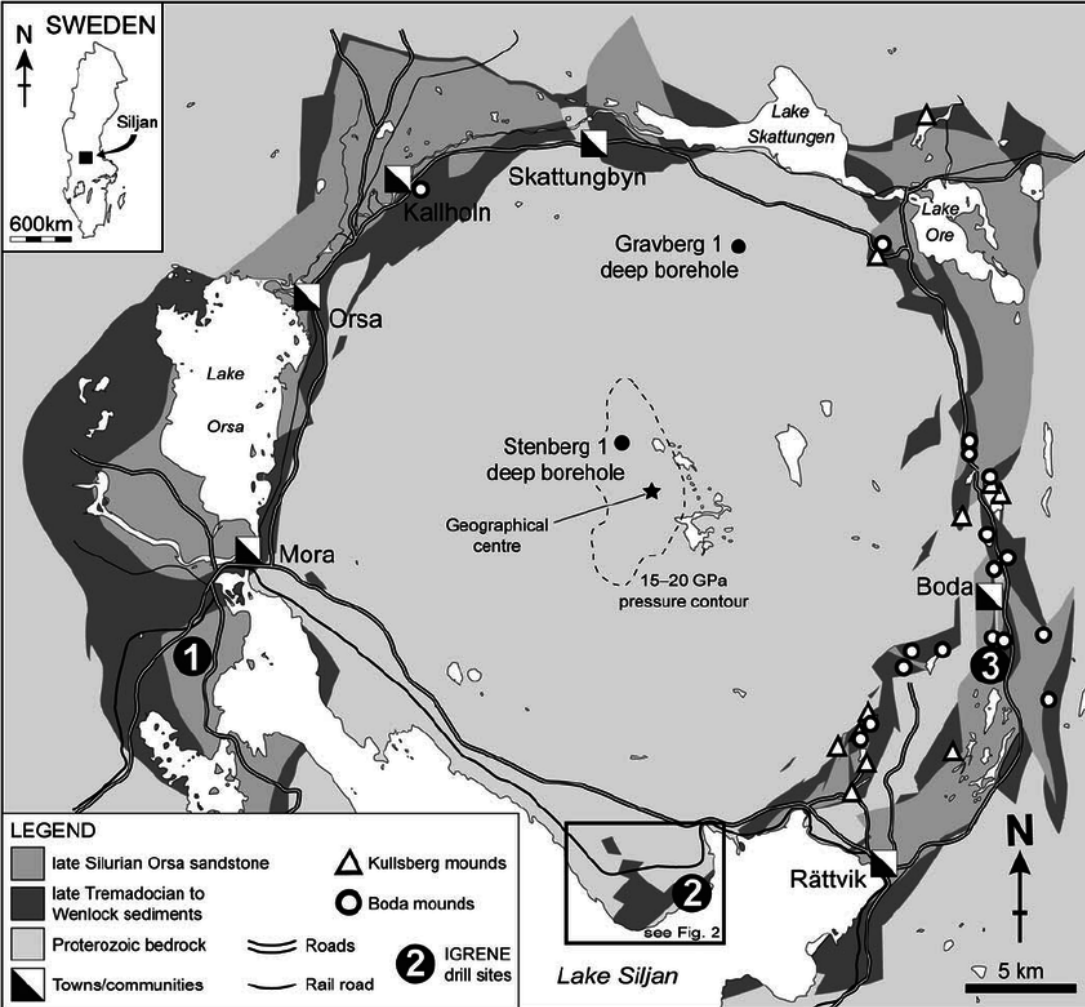 SWEDEN
N
Siljan
600km
Lake
Skattungen
Skattungbyn
Kallholn
Lake
Ore
Gravberg 1
deep borehole
Orsa
Lake
Orsa
Stenberg 1
deep borehole
Geographical
centre
Mora
15–20 GPa
pressure contour
Boda
1
3
LEGEND
late Silurian Orsa sandstone
late Tremadocian to
Wenlock sediments
Proterozoic bedrock
Towns/communities
Kullsberg mounds
Boda mounds
Roads
Rail road
2
IGRENE
drill sites
2
see Fig. 2
Lake Siljan
Rättvik
N
5 km